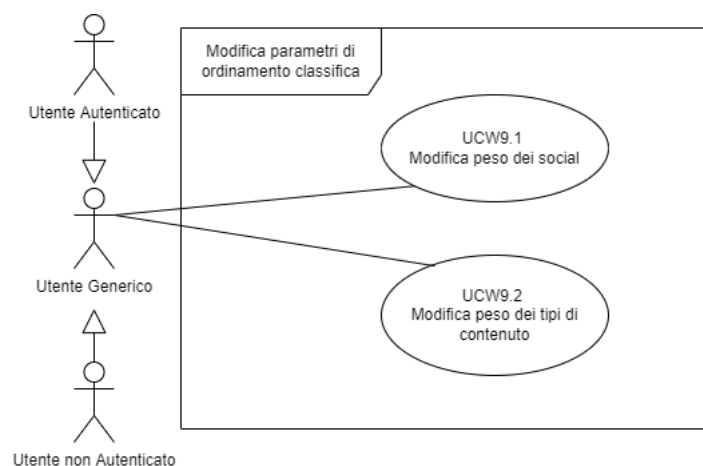 Modifica parametri di
ordinamento classifica
Utente Autenticato
UCW9.1
Modifica peso dei social
Utente Generico
UCW9.2
Modifica peso dei tipi di
contenuto
Utente non Autenticato